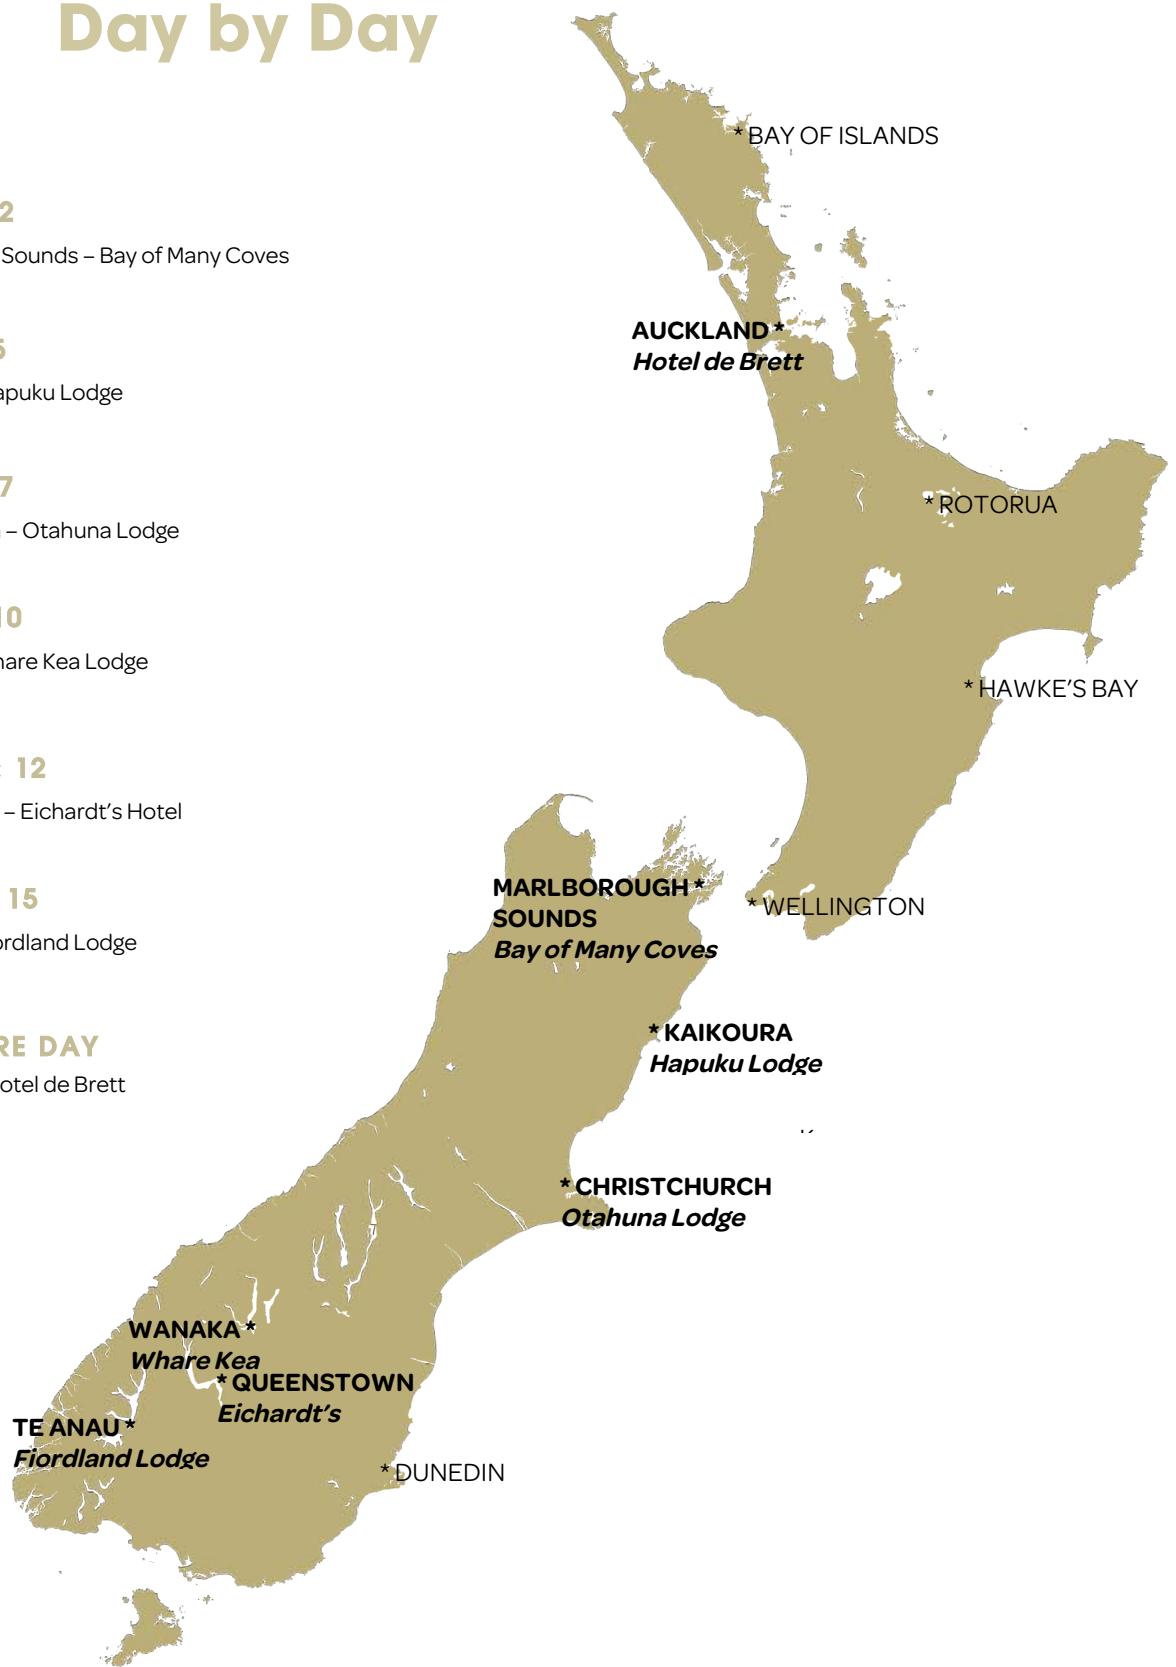 Day by Day
2
Sounds – Bay of Many Coves
5
apuku Lodge
7
– Otahuna Lodge
10
hare Kea Lodge
12
– Eichardt's Hotel
15
ordland Lodge
RE DAY
otel de Brett
* BAY OF ISLANDS
AUCKLAND *
Hotel de Brett
* ROTORUA
* HAWKE'S BAY
MARLBOROUGH *
SOUNDS
Bay of Many Coves
* WELLINGTON
* KAIKOURA
Hapuku Lodge
* CHRISTCHURCH
Otahuna Lodge
WANAKA *
Whare Kea
* QUEENSTOWN
Eichardt's
TE ANAU *
Fiordland Lodge
* DUNEDIN